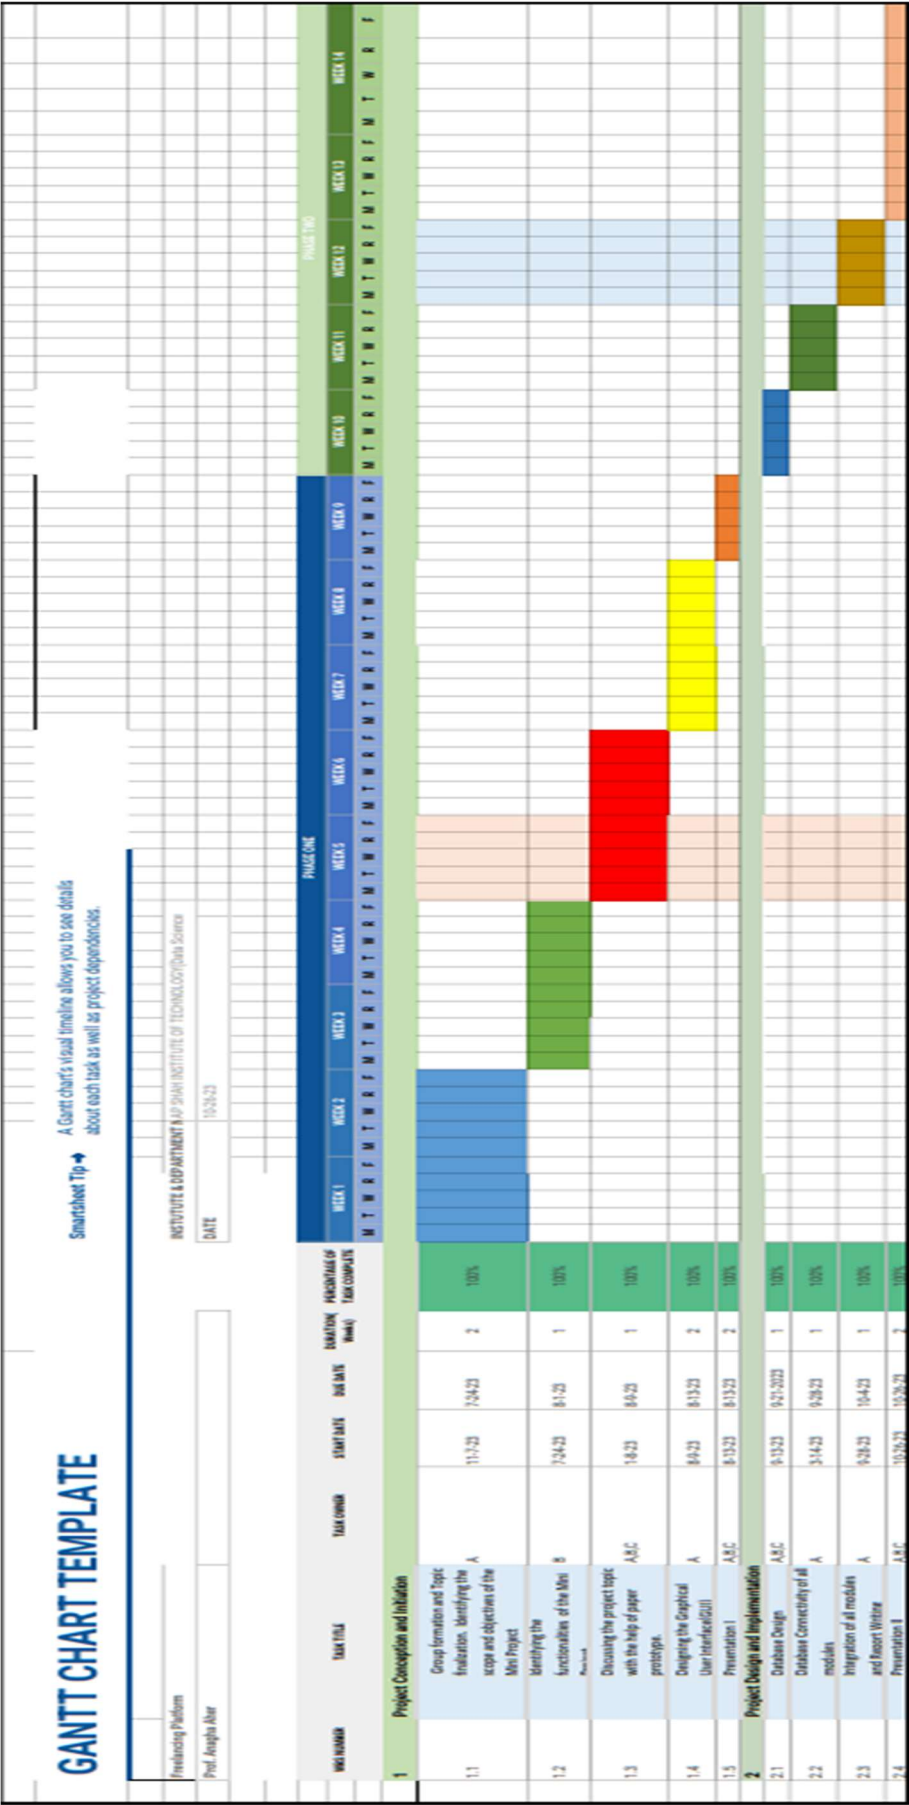 GANTT CHART TEMPLATE
Smartsheet Tip ➔
A Gantt chart's visual timeline allows you to see details
about each task as well as project dependencies.
Freelancing Platform
INSTUTUTE & DEPARTMENT
Prof. Anagha Aher
DATE
10-26-23
PHASE ONE
PHASE TWO
WBS NUMBER
TASK TITLE
TASK OWNER
START DATE
DUE DATE
DURATION(
Weeks)
PERCENTAGE OF
TASK COMPLETE
WEEK 1 WEEK 2 WEEK 3 WEEK 4 WEEK 5 WEEK 6 WEEK 7 WEEK 8 WEEK 9 WEEK 10 WEEK 11 WEEK 12 WEEK 13 WEEK 14
M T W R F M T W R F M T W R F M T W R F M T W R F M T W R F M T W R F M T W R F M T W R F M T W R F M T W R F M T W R F M T W R F M T W R F
1 Project Conception and Initiation
1.1
Group formation and Topic
finalization. Identifying the
scope and objectives of the
Mini Project
A 11-7-23 7-24-23 2 100%
1.2
Identifying the
functionalities of the Mini
B 7-24-23 8-1-23 1 100%
1.3
Discussing the project topic
with the help of paper
prototype.
A,B,C 1-8-23 8-9-23 1 100%
1.4
Designing the Graphical
User Interface(GUI)
A 8-9-23 8-13-23 2 100%
1.5 Presentation I A,B,C 8-13-23 8-13-23 2 100%
2 Project Design and Implementation
2.1 Database Design A,B,C 9-13-23 9-21-2023 1 100%
2.2
Database Connectivity of all
modules
A 3-14-23 9-28-23 1 100%
2.3
Integration of all modules
and Report Writing
A 9-28-23 10-4-23 1 100%
2.4 Presentation II A,B,C 10-26-23 10-26-23 2 100%